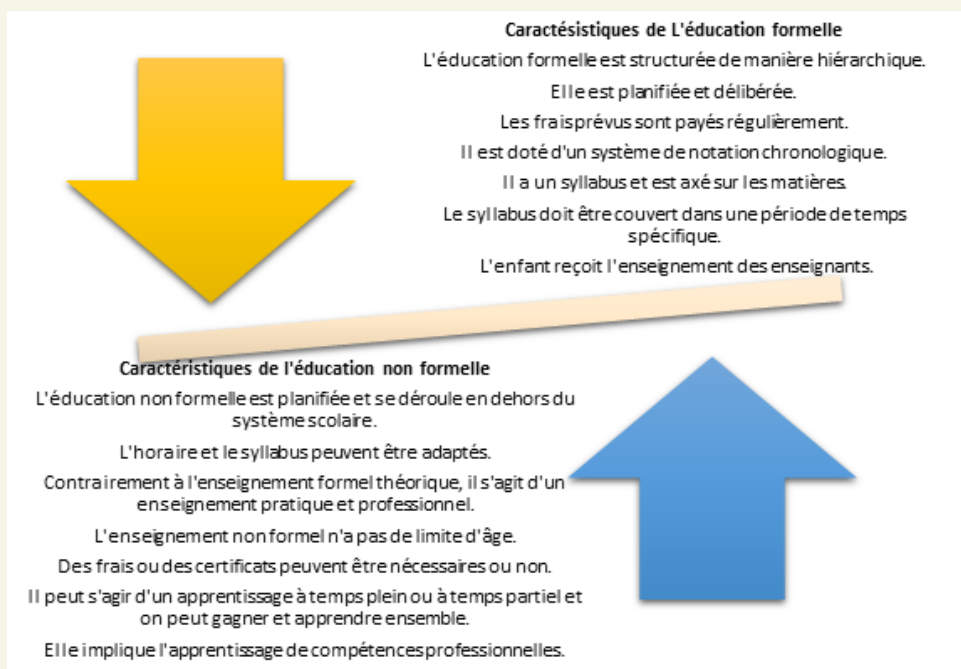 Caractésistiques de L'éducation formelle
L'éducation formelle est structurée de manière hiérarchique.
Elle est planifiée et délibérée.
Les frais prévus sont payés régulièrement.
Il est doté d'un système de notation chronologique.
Il a un syllabus et est axé sur les matières.
Le syllabus doit être couvert dans une période de temps
spécifique.
L'enfant reçoit l'enseignement des enseignants.
Caractéristiques de l'éducation non formelle
L'éducation non formelle est planifiée et se déroule en dehors du
système scolaire.
L'horaire et le syllabus peuvent être adaptés.
Contrairement à l'enseignement formel théorique, il s'agit d'un
enseignement pratique et professionnel.
L'enseignement non formel n'a pas de limite d'âge.
Des frais ou des certificats peuvent être nécessaires ou non.
Il peut s'agir d'un apprentissage à temps plein ou à temps partiel et
on peut gagner et apprendre ensemble.
Elle implique l'apprentissage de compétences professionnelles.